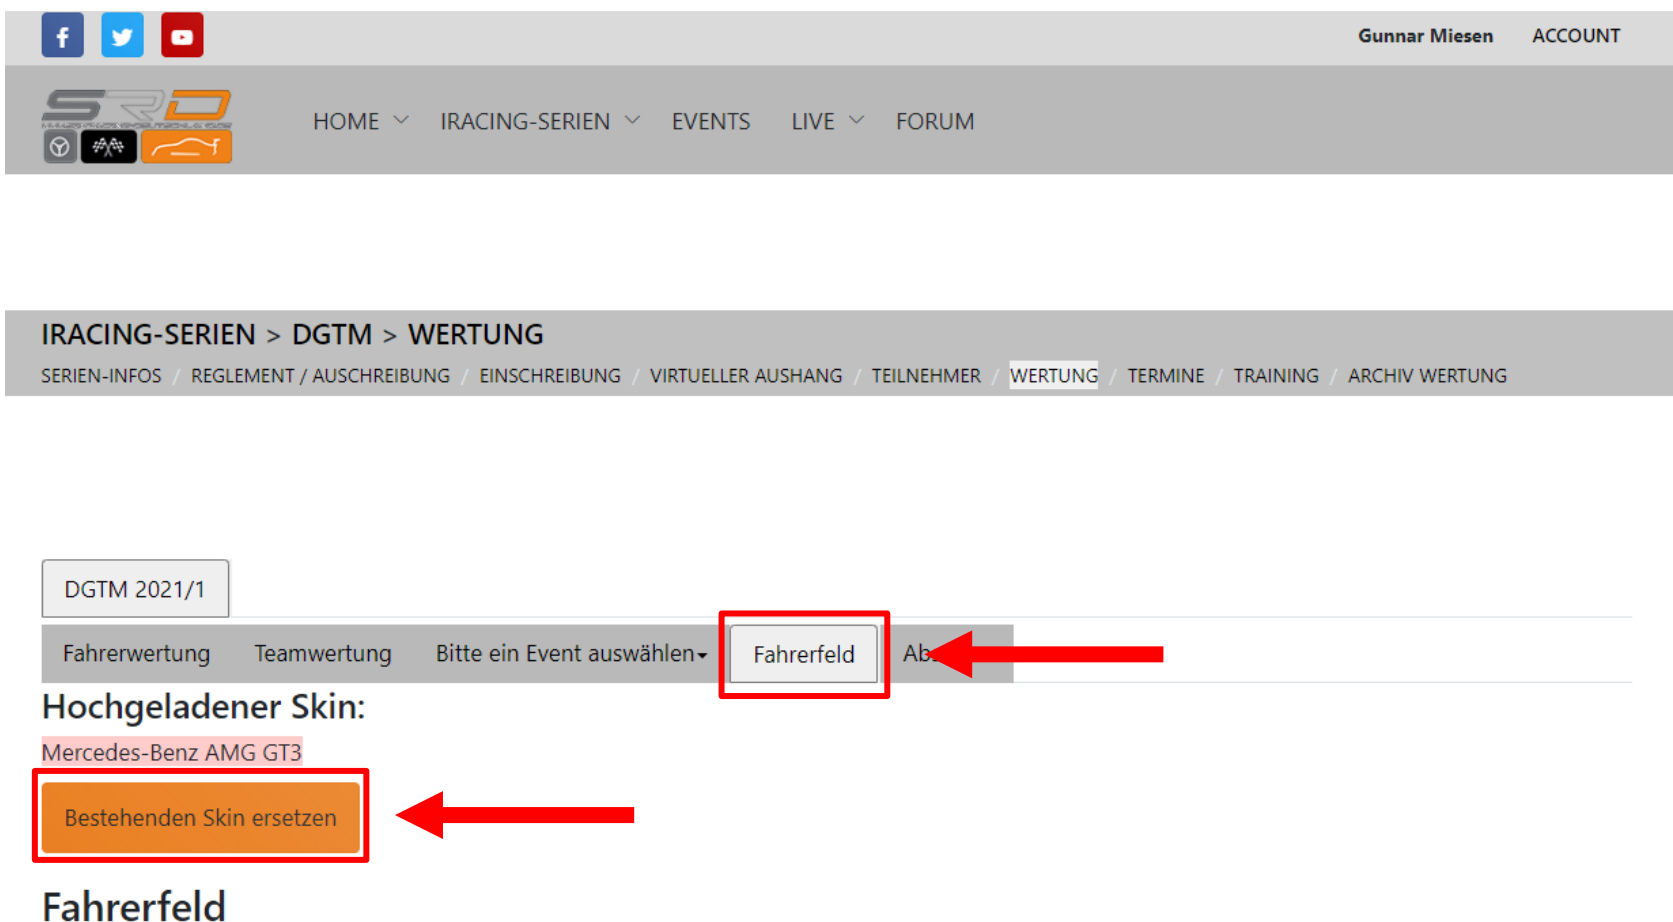 Gunnar Miesen ACCOUNT
SRD
HOME IRACING-SERIEN EVENTS LIVE FORUM
IRACING-SERIEN > DGTM > WERTUNG
SERIEN-INFOS / REGLEMENT / AUSCHREIBUNG / EINSCHREIBUNG / VIRTUELLER AUSHANG / TEILNEHMER / WERTUNG / TERMINE / TRAINING / ARCHIV WERTUNG
DGTM 2021/1
Fahrerwertung Teamwertung Bitte ein Event auswählen Fahrerfeld
Hochgeladener Skin:
Mercedes-Benz AMG GT3
Bestehenden Skin ersetzen
Fahrerfeld